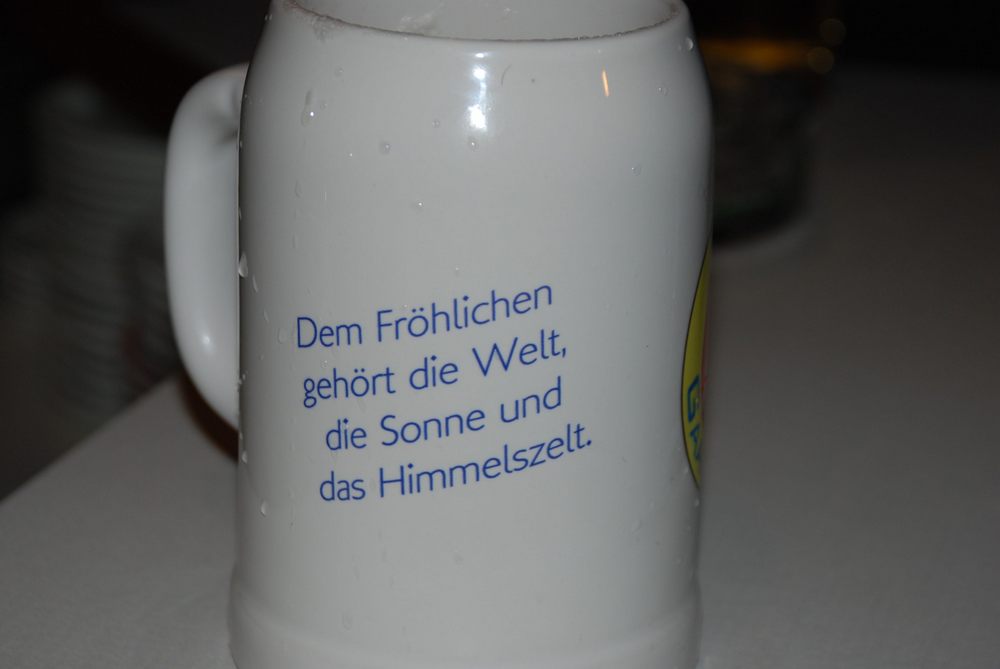 Dem Fröhlichen
gehört die Welt,
die Sonne und
das Himmelszelt.